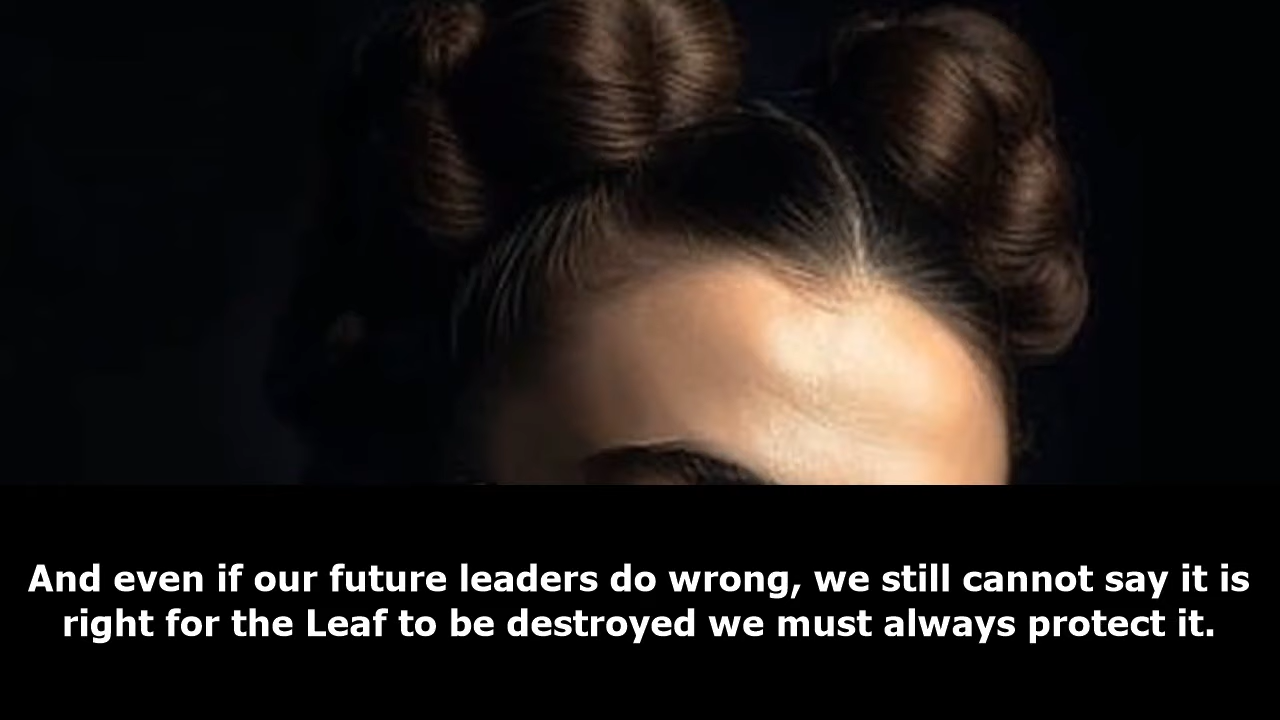 And even if our future leaders do wrong, we still cannot say it is
right for the Leaf to be destroyed we must always protect it.